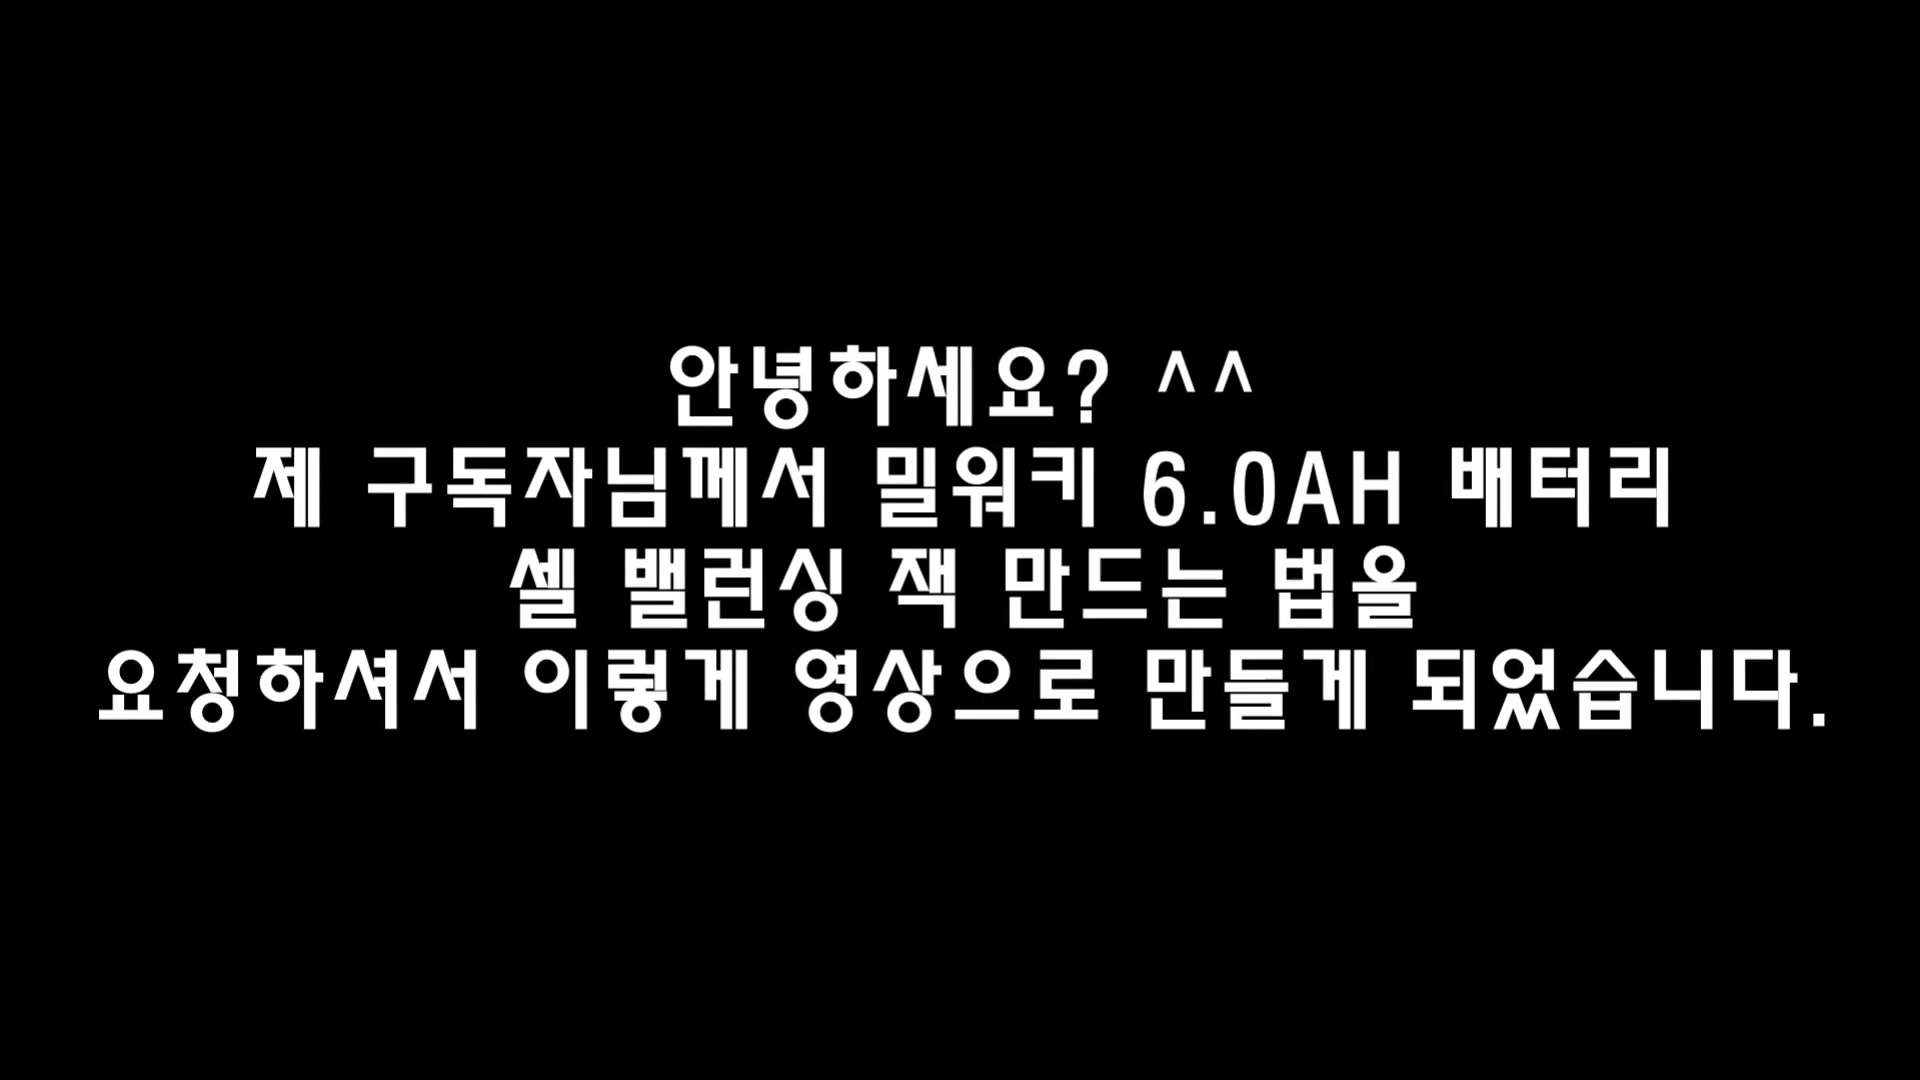 안녕하세요? ^^
제 구독자님께서 밀워키 6.0AH 배터리
셀 밸런싱 잭 만드는 법을
요청하셔서 이렇게 영상으로 만들게 되었습니다.